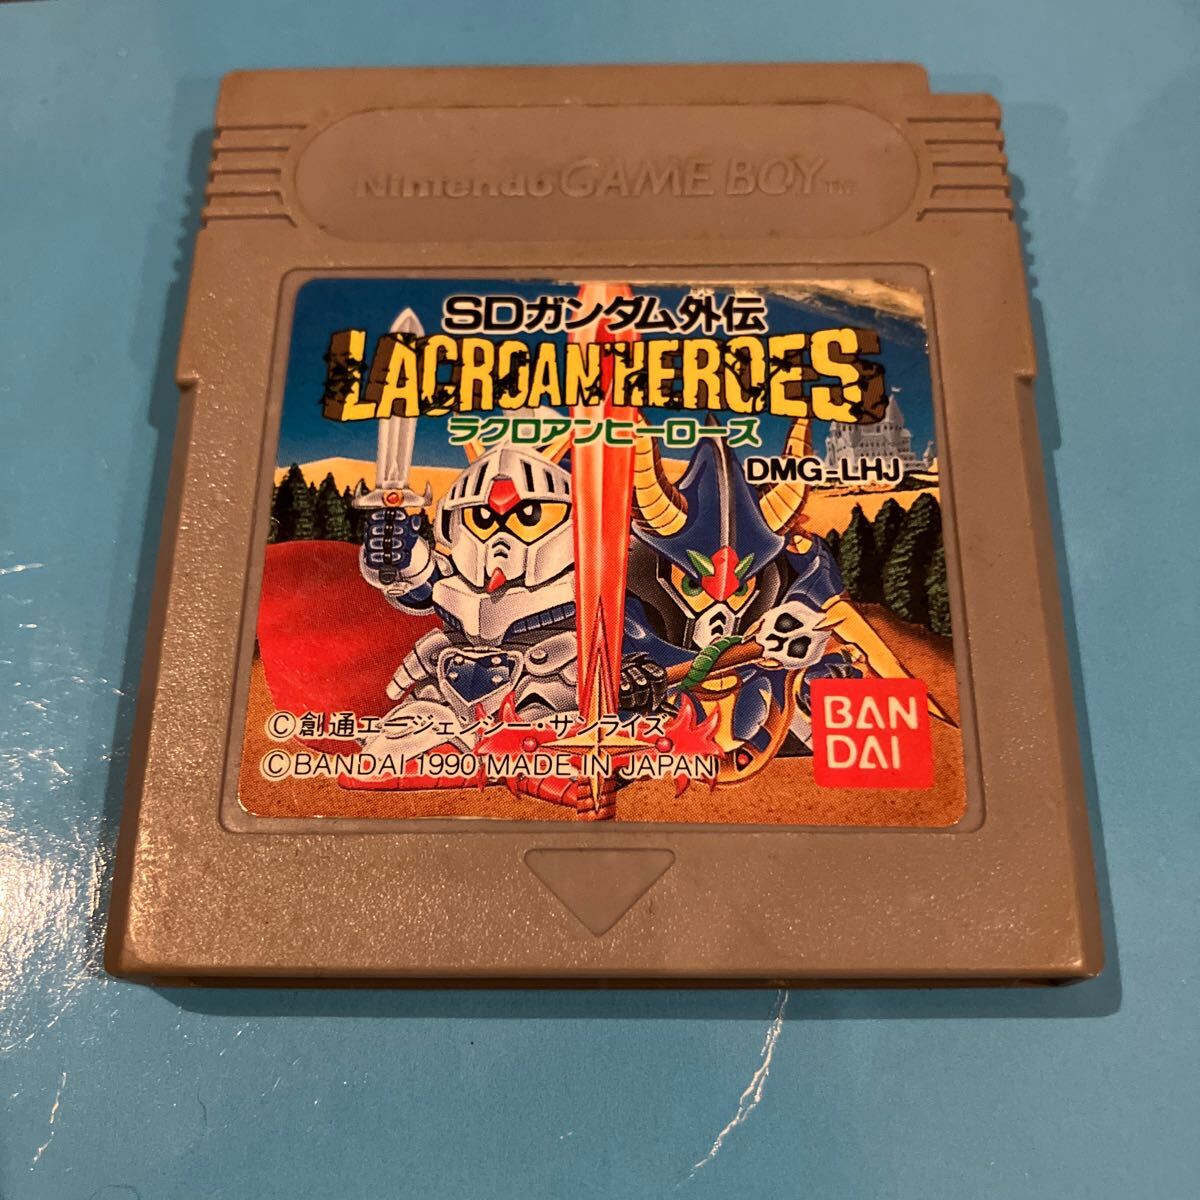 Nintendo GAME BOY TM
SDガンダム外伝
LACROAN HEROES
ラクロアンヒーローズ
DMG-LHJ
BAN
DAI
©創通エージェンシー・サンライズ
©BANDAI 1990 MADE IN JAPAN